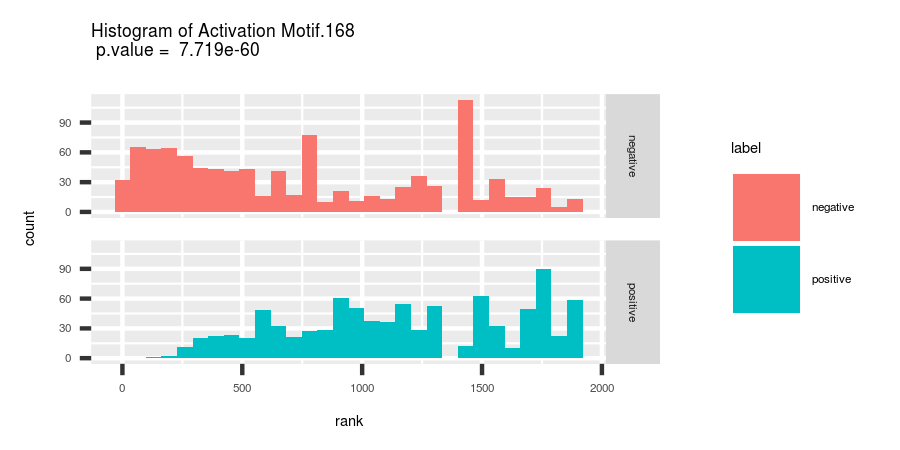 Histogram of Activation Motif.168
p.value = 7.719e-60
90
60
30
0
negative
90
60
30
0
positive
count
0 500 1000 1500 2000
rank
label
negative
positive